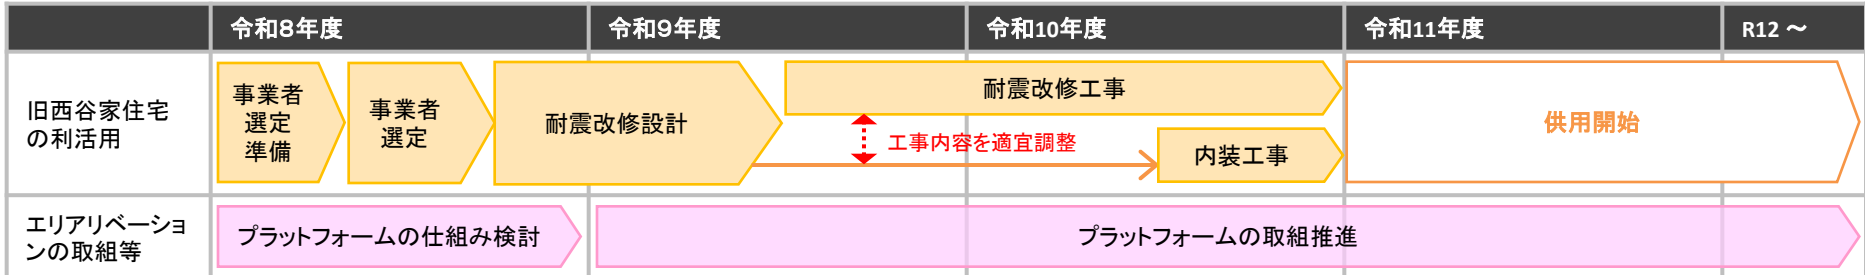 令和8年度
令和9年度
令和10年度
令和11年度
R12 ～
旧西谷家住宅
の利活用
事業者
選定
準備
事業者
選定
耐震改修設計
耐震改修工事
工事内容を適宜調整
内装工事
供用開始
エリアリベーショ
ンの取組等
プラットフォームの仕組み検討
プラットフォームの取組推進